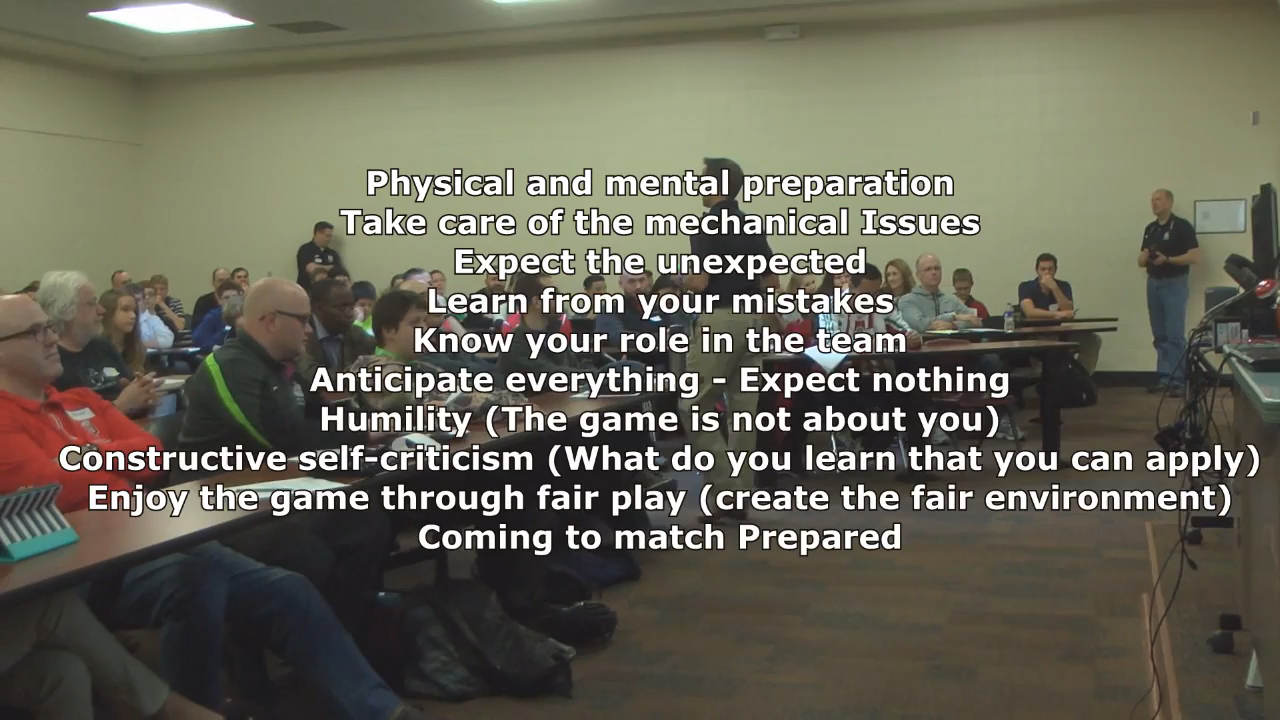 Physical and mental preparation
Take care of the mechanical Issues
Expect the unexpected
Learn from your mistakes
Know your role in the team
Anticipate everything - Expect nothing
Humility (The game is not about you)
Constructive self-criticism (What do you learn that you can apply)
Enjoy the game through fair play (create the fair environment)
Coming to match Prepared